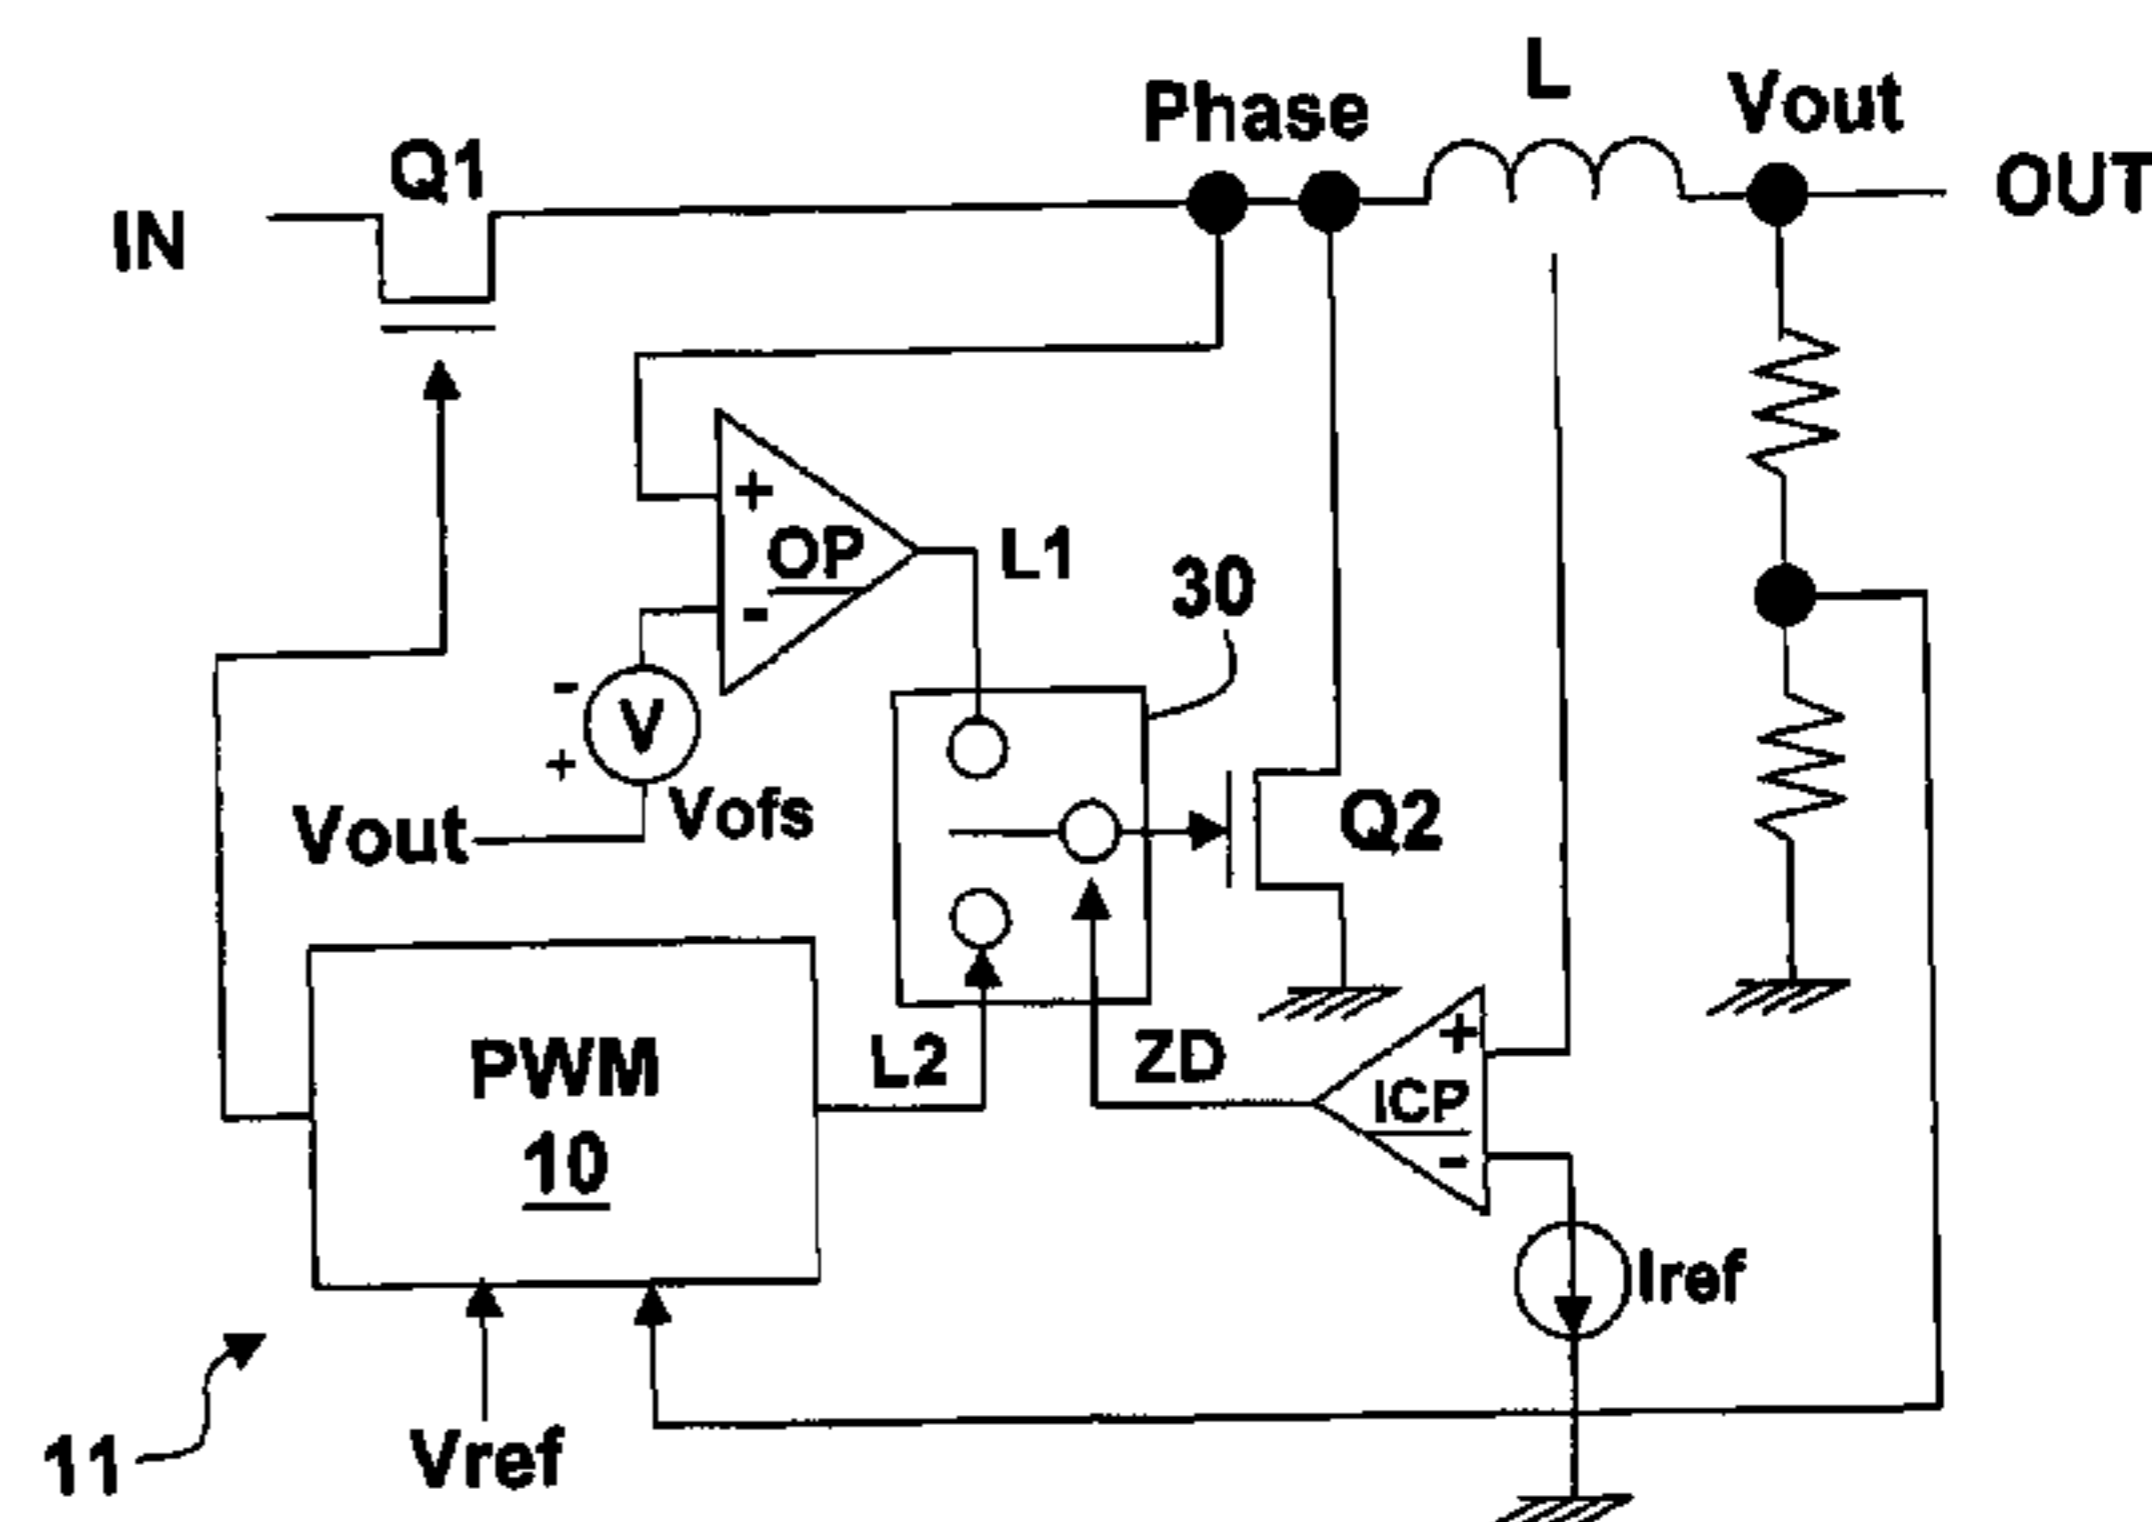 L
Phase
Vout
Q1
OUT
IN
+
OP
L1
30
-
-
V
+
Vofs
Vout
Q2
PWM
10
L2
ZD
+
ICP
-
Iref
11
Vref